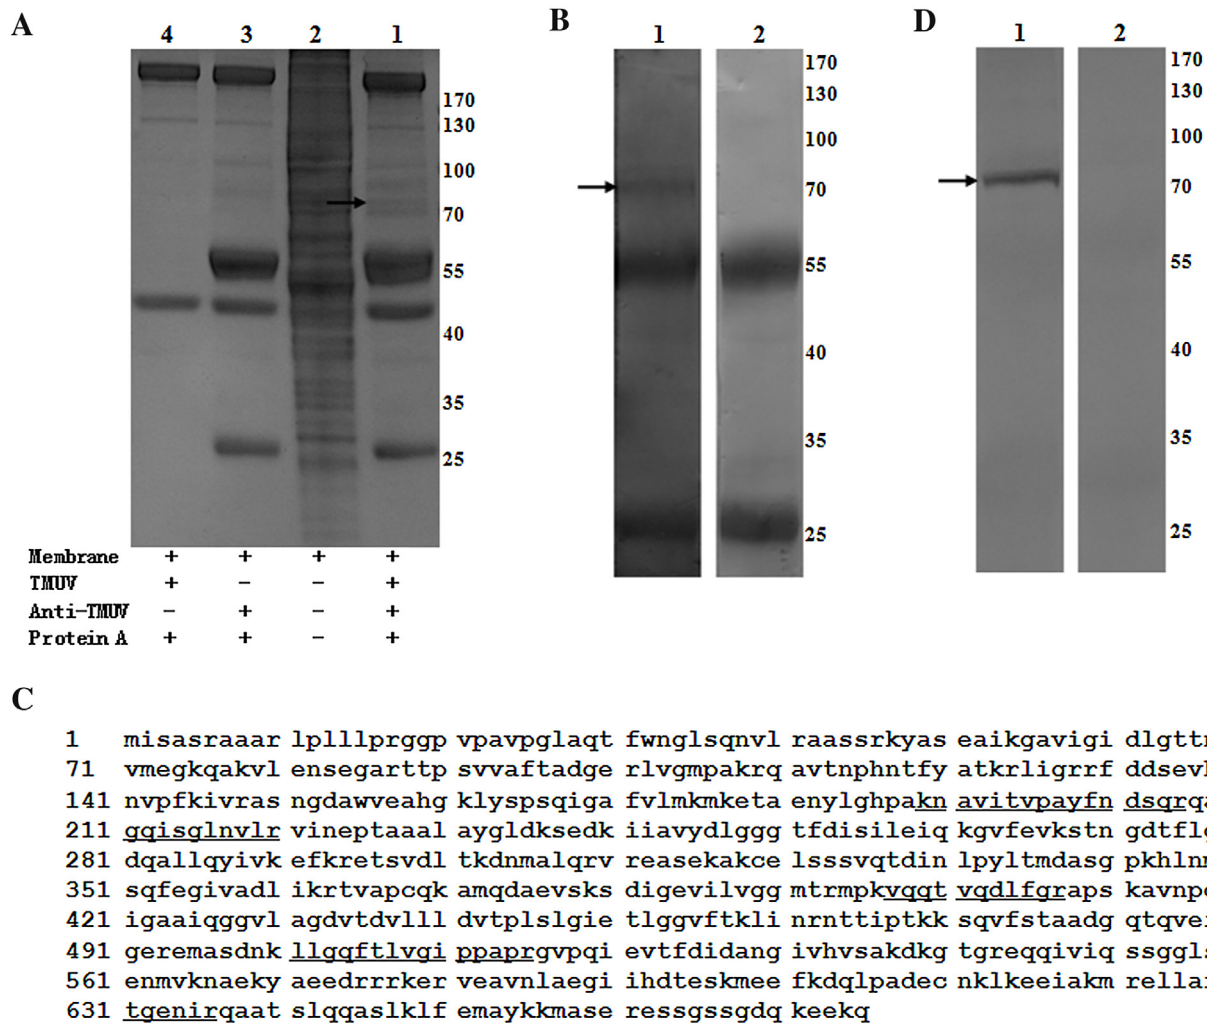 A
4 3 2 1
170
130
100
70
55
40
35
25
Membrane + + + +
TMUV + - - +
Anti-TMUV - + - +
Protein A + + - +
B
1 2
170
130
100
70
55
40
35
25
D
1 2
170
130
100
70
55
40
35
25
C
1 misasraaar lplllprggp vpavpglaqt fwnglsqnvl raassrkyas eaikgavigi dlgtt
71 vmegkqakvl ensegarttp svvaftadge rlvgmpakrq avtnphntfy atkrligrrf ddsev
141 nvpfkivras ngdawveahg klyspsqiga fvlmkmketa enylghpakn avitvpayfn dsqrq
211 gqisglnvlr vineptaaal aygldksedk iiavydlggg tfdisileiq kgvfevkstn gdtfl
281 dqallqyivk efkretsvdl tkdnmalqrv reasekakce lsssvqtdin lpyltmdasg pkhln
351 sqfegivadl ikrtvapcqk amqdaevsks digevilvgg mtrmpkvqqt vqdlfgraps kavnp
421 igaaiqggvl agdvtdvlll dvtplslgie tlggvftkli nrnttiptkk sqvfstaadg qtqve
491 geremasdnk llgqftlvgi ppaprgvpqi evtfdidang ivhvsakdkg tgreqqiviq ssggl
561 enmvknaeky aeedrrrker veavnlaegi ihdteskmee fkdqlpadec nklkeeiakm rella
631 tgenirqaat slqqaslklf emaykkmase ressgssgdq keekq